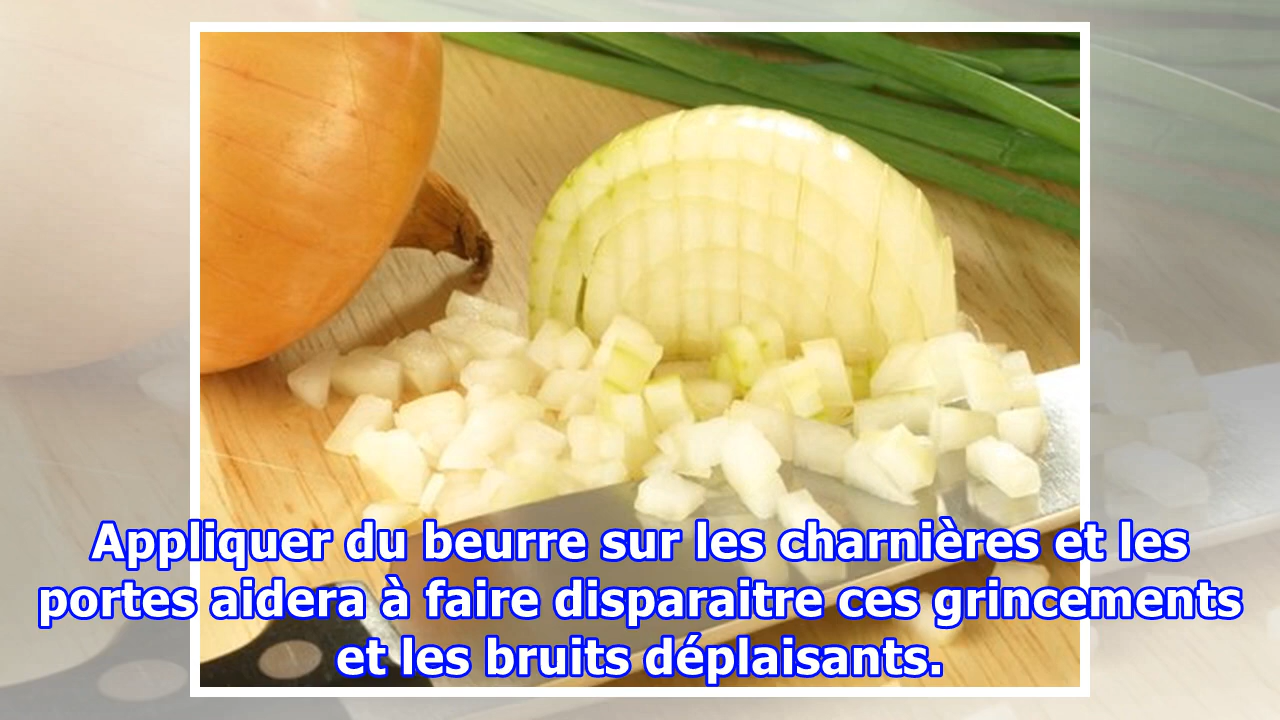 Appliquer du beurre sur les charnières et les
portes aidera à faire disparaitre ces grincements
et les bruits déplaisants.